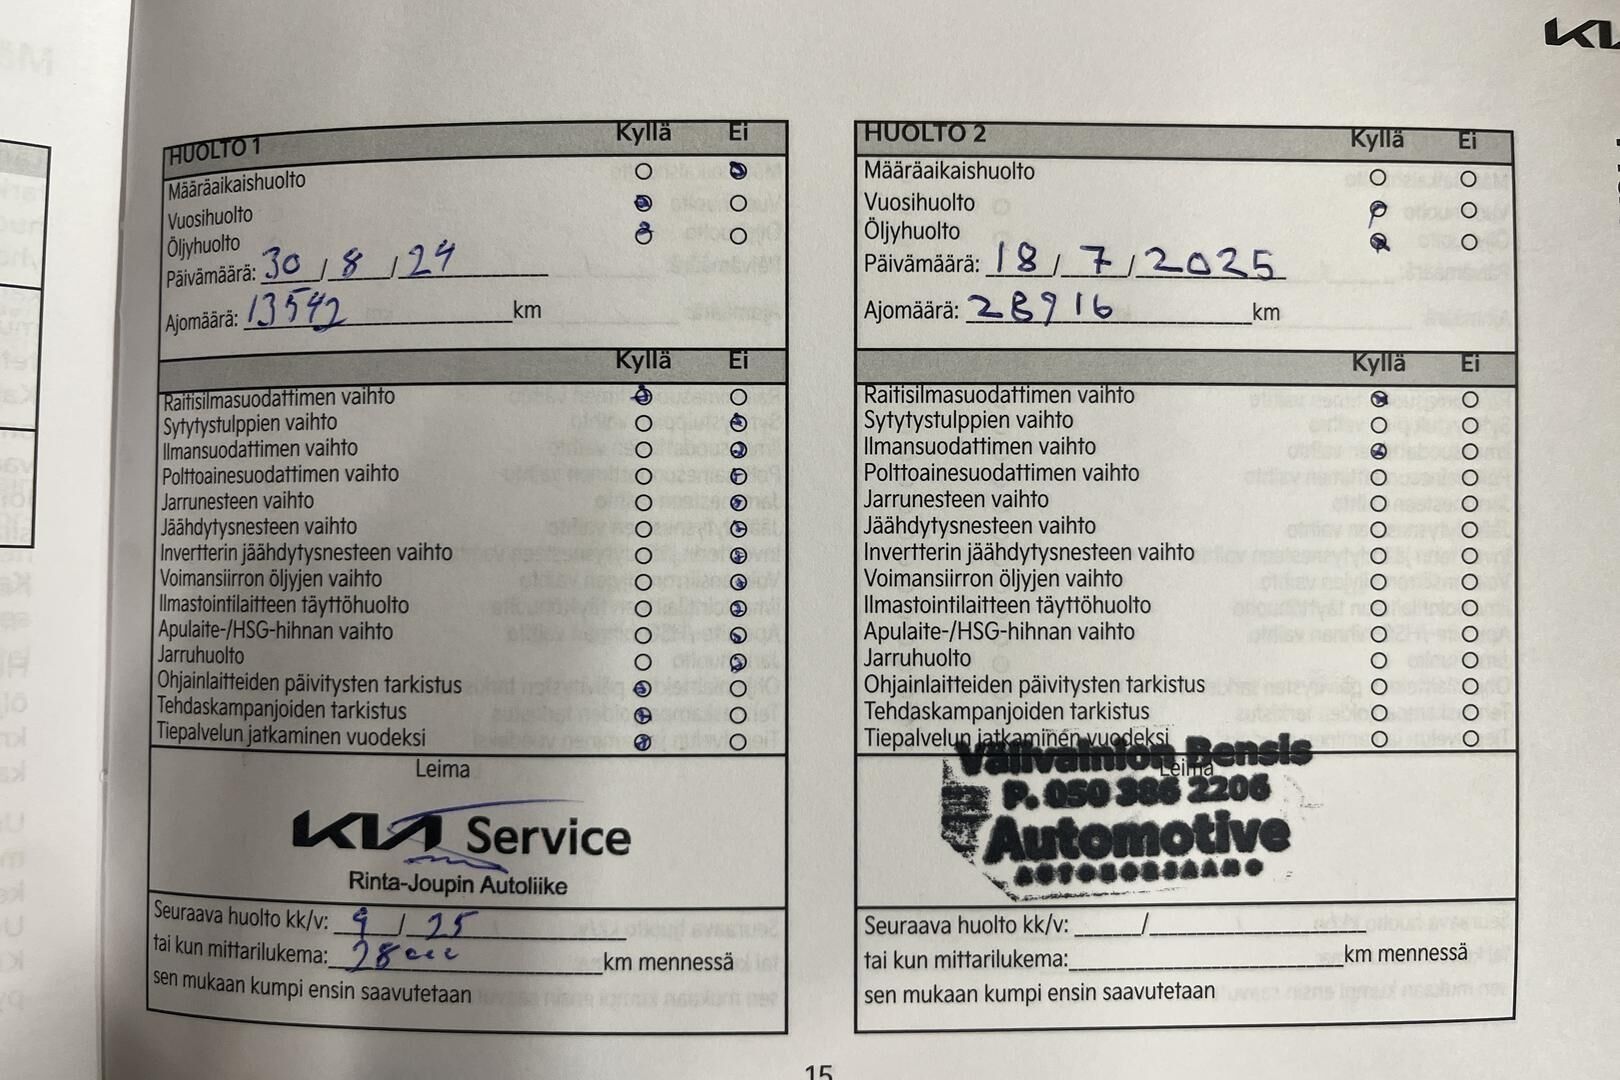 KIA
HUOLTO 1 Kyllä Ei
Määräaikaishuolto
Vuosihuolto
Öljyhuolto
Päivämäärä: 30 / 8 / 24
Ajomäärä: 13542 km
Kyllä Ei
Raitisilmasuodattimen vaihto
Sytytystulppien vaihto
Ilmansuodattimen vaihto
Polttoainesuodattimen vaihto
Jarrunesteen vaihto
Jäähdytysnesteen vaihto
Invertterin jäähdytysnesteen vaihto
Voimansiirron öljyjen vaihto
Ilmastointilaitteen täyttöhuolto
Apulaite-/HSG-hihnan vaihto
Jarruhuolto
Ohjainlaitteiden päivitysten tarkistus
Tehdaskampanjoiden tarkistus
Tiepalvelun jatkaminen vuodeksi
Leima
KIA Service
Rinta-Joupin Autoliike
Seuraava huolto kk/v: 9 / 25
tai kun mittarilukema: 28000 km mennessä
sen mukaan kumpi ensin saavutetaan
HUOLTO 2 Kyllä Ei
Määräaikaishuolto
Vuosihuolto
Öljyhuolto
Päivämäärä: 18 / 7 / 2025
Ajomäärä: 28916 km
Kyllä Ei
Raitisilmasuodattimen vaihto
Sytytystulppien vaihto
Ilmansuodattimen vaihto
Polttoainesuodattimen vaihto
Jarrunesteen vaihto
Jäähdytysnesteen vaihto
Invertterin jäähdytysnesteen vaihto
Voimansiirron öljyjen vaihto
Ilmastointilaitteen täyttöhuolto
Apulaite-/HSG-hihnan vaihto
Jarruhuolto
Ohjainlaitteiden päivitysten tarkistus
Tehdaskampanjoiden tarkistus
Tiepalvelun jatkaminen vuodeksi
Leima
Välivainion Bensis
P. 050 386 2206
Automotive
AUTOKORJAAMO
Seuraava huolto kk/v: /
tai kun mittarilukema: km mennessä
sen mukaan kumpi ensin saavutetaan
15